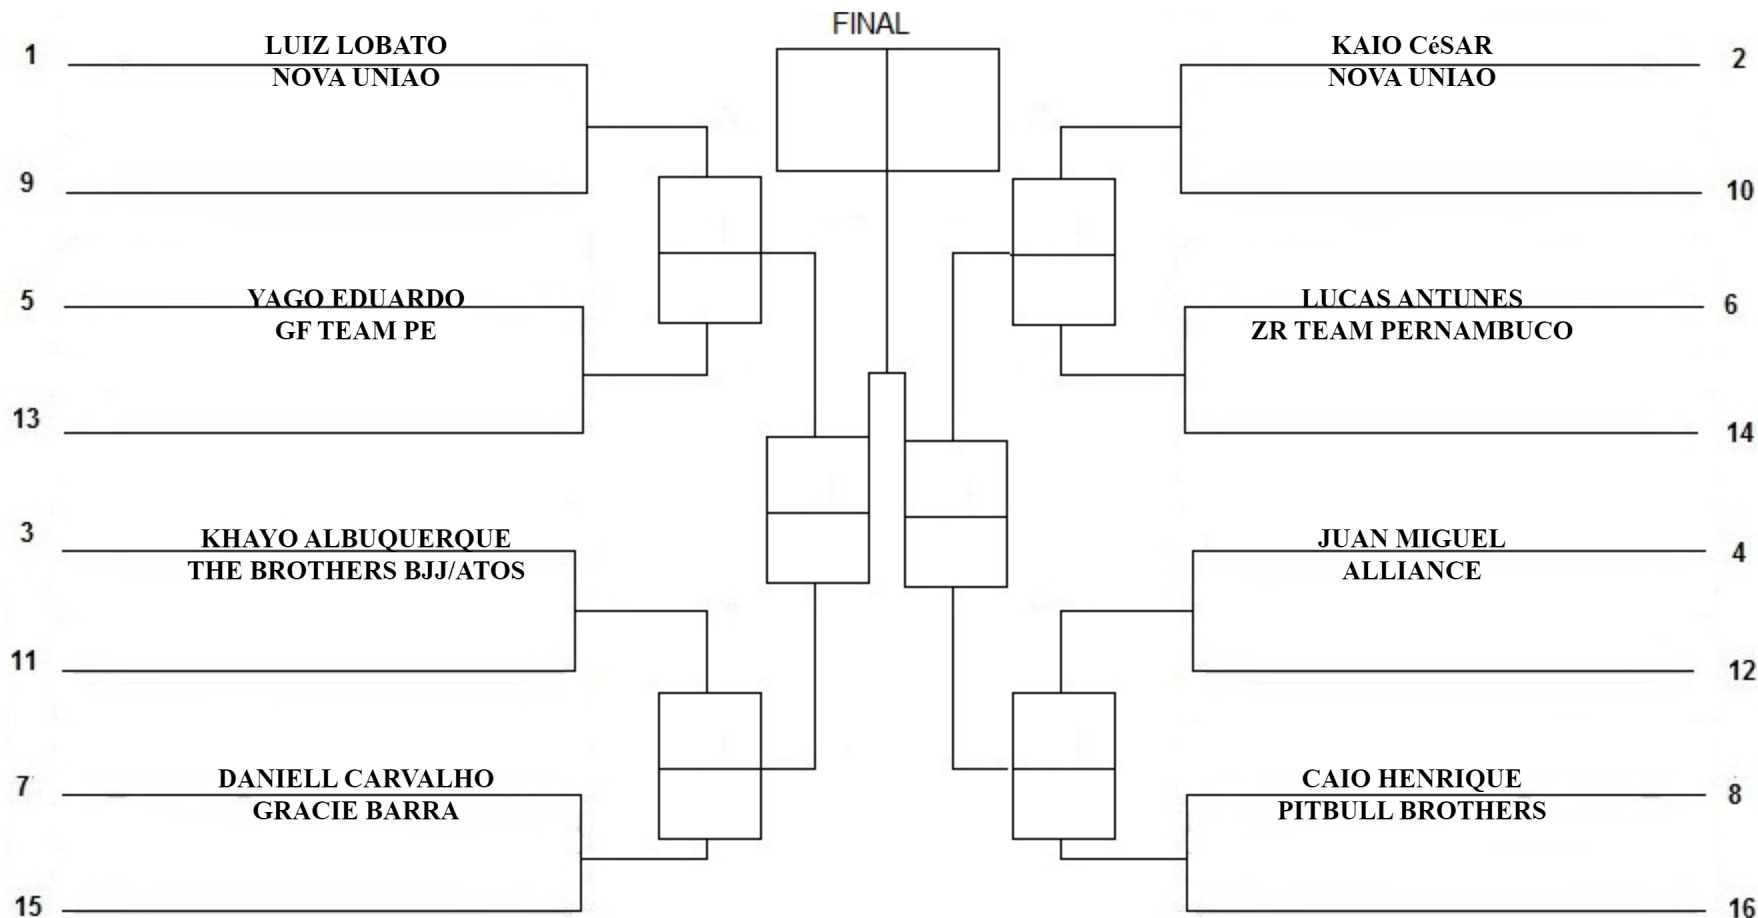 FINAL
1
LUIZ LOBATO
NOVA UNIAO
9
5
YAGO EDUARDO
GF TEAM PE
13
3
KHAYO ALBUQUERQUE
THE BROTHERS BJJ/ATOS
11
7
DANIELL CARVALHO
GRACIE BARRA
15
KAIO CéSAR
NOVA UNIAO
2
10
LUCAS ANTUNES
ZR TEAM PERNAMBUCO
6
14
JUAN MIGUEL
ALLIANCE
4
12
CAIO HENRIQUE
PITBULL BROTHERS
8
16